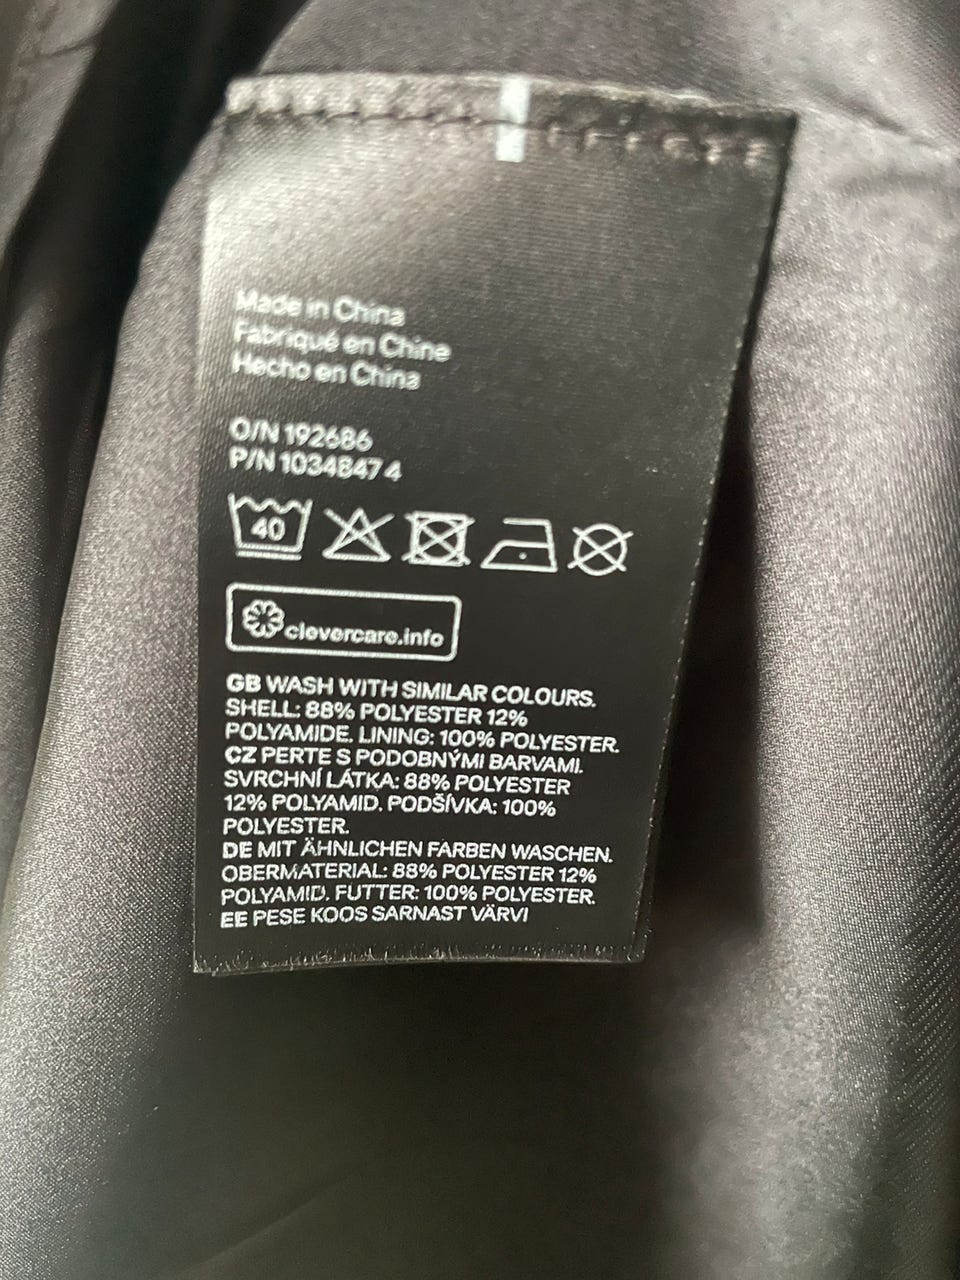 Made in China
Fabriqué en Chine
Hecho en China
O/N 192686
P/N 10348474
40
clevercare.info
GB WASH WITH SIMILAR COLOURS.
SHELL: 88% POLYESTER 12%
POLYAMIDE. LINING: 100% POLYESTER.
CZ PERTE S PODOBNÝMI BARVAMI.
SVRCHNÍ LÁTKA: 88% POLYESTER
12% POLYAMID. PODŠÍVKA: 100%
POLYESTER.
DE MIT ÄHNLICHEN FARBEN WASCHEN.
OBERMATERIAL: 88% POLYESTER 12%
POLYAMID. FUTTER: 100% POLYESTER.
EE PESE KOOS SARNAST VÄRVI